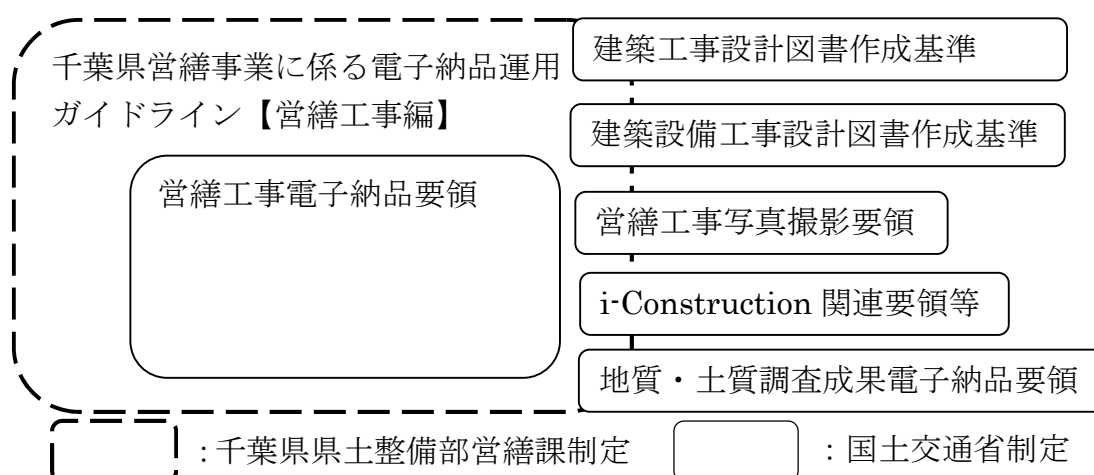 千葉県営繕事業に係る電子納品運用
ガイドライン【営繕工事編】
営繕工事電子納品要領
建築工事設計図書作成基準
建築設備工事設計図書作成基準
営繕工事写真撮影要領
i-Construction 関連要領等
地質・土質調査成果電子納品要領
:千葉県県土整備部営繕課制定
:国土交通省制定